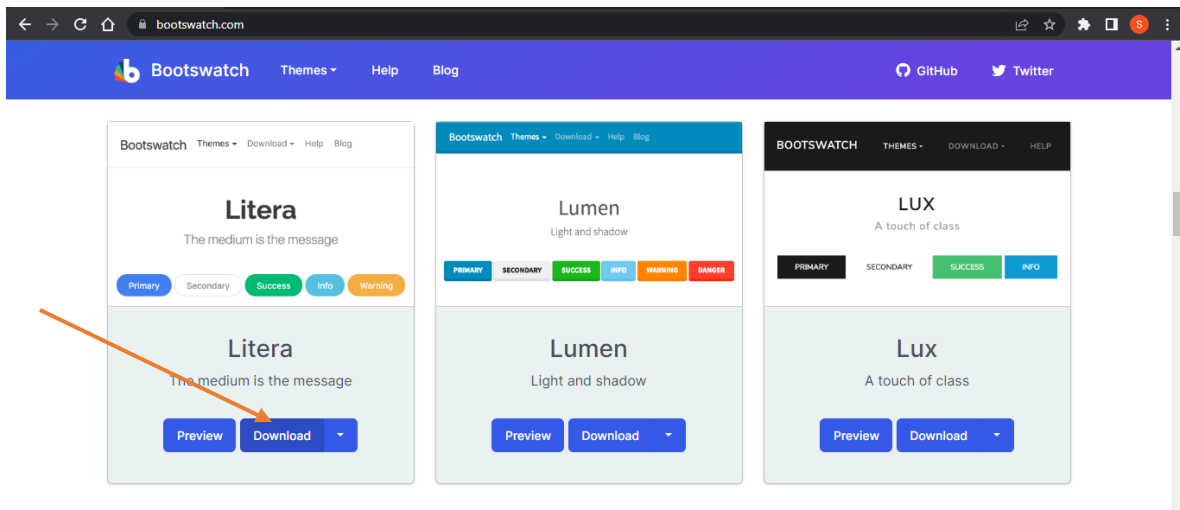 bootswatch.com
S
Bootswatch Themes Help Blog GitHub Twitter
Bootswatch Themes Download Help Blog
Litera
The medium is the message
Primary Secondary Success Info Warning
Litera
The medium is the message
Preview Download
Bootswatch Themes Download Help Blog
Lumen
Light and shadow
PRIMARY SECONDARY SUCCESS INFO WARNING DANGER
Lumen
Light and shadow
Preview Download
BOOTSWATCH THEMES DOWNLOAD HELP
LUX
A touch of class
PRIMARY SECONDARY SUCCESS INFO
Lux
A touch of class
Preview Download